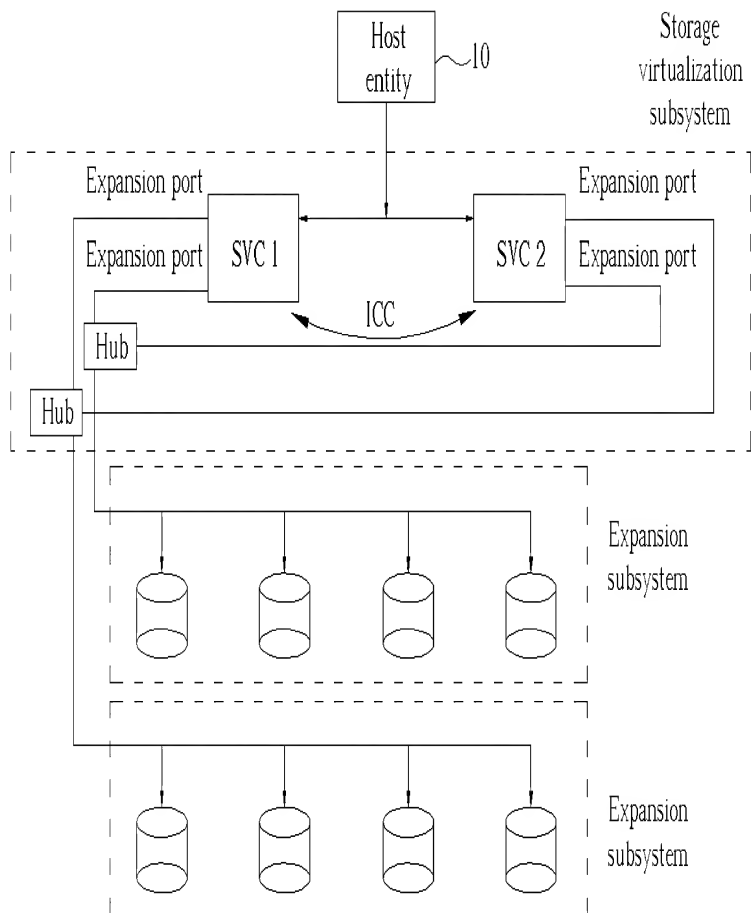 Host
entity
10
Storage
virtualization
subsystem
Expansion port
Expansion port
SVC 1
SVC 2
Expansion port
Expansion port
ICC
Hub
Hub
Expansion
subsystem
Expansion
subsystem